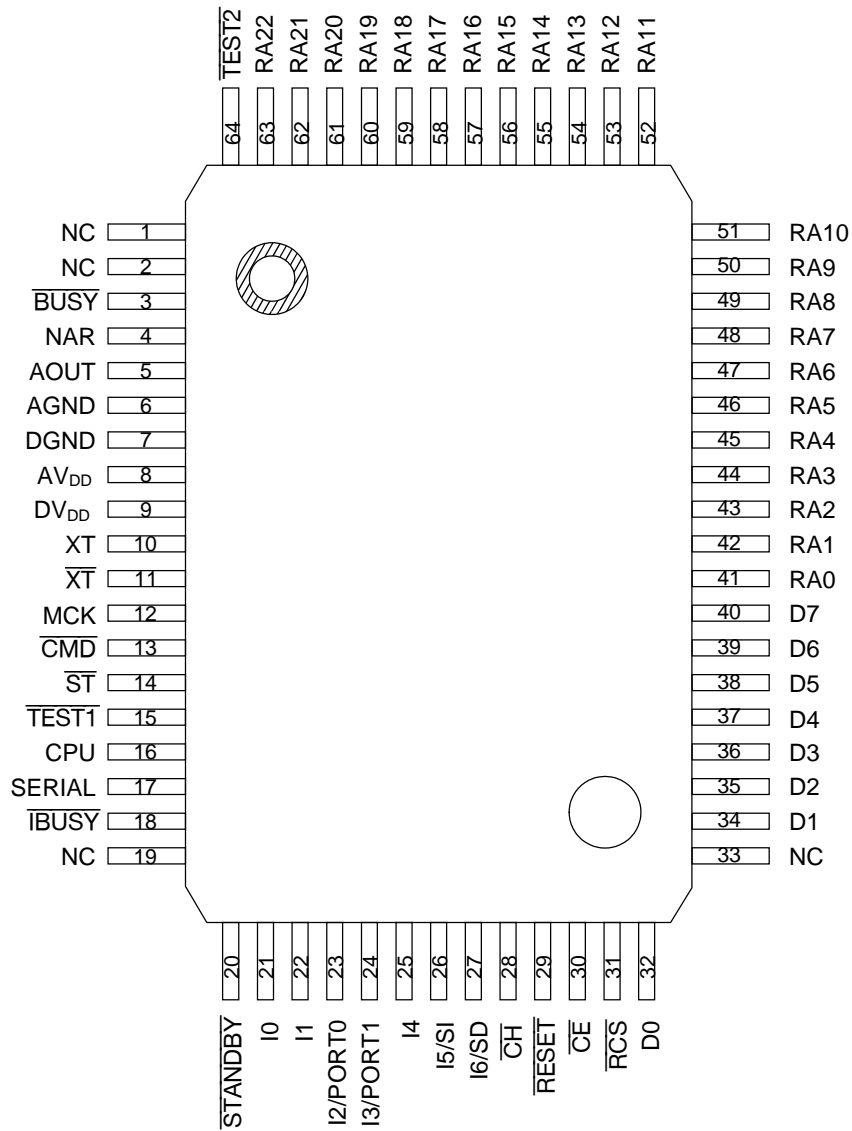 TEST2 RA22 RA21 RA20 RA19 RA18 RA17 RA16 RA15 RA14 RA13 RA12 RA11
64 63 62 61 60 59 58 57 56 55 54 53 52
NC 1 51 RA10
NC 2 50 RA9
BUSY 3 49 RA8
NAR 4 48 RA7
AOUT 5 47 RA6
AGND 6 46 RA5
DGND 7 45 RA4
AVDD 8 44 RA3
DVDD 9 43 RA2
XT 10 42 RA1
XT 11 41 RA0
MCK 12 40 D7
CMD 13 39 D6
ST 14 38 D5
TEST1 15 37 D4
CPU 16 36 D3
SERIAL 17 35 D2
IBUSY 18 34 D1
NC 19 33 NC
20 21 22 23 24 25 26 27 28 29 30 31 32
STANDBY I0 I1 I2/PORT0 I3/PORT1 I4 I5/SI I6/SD CH RESET CE RCS D0